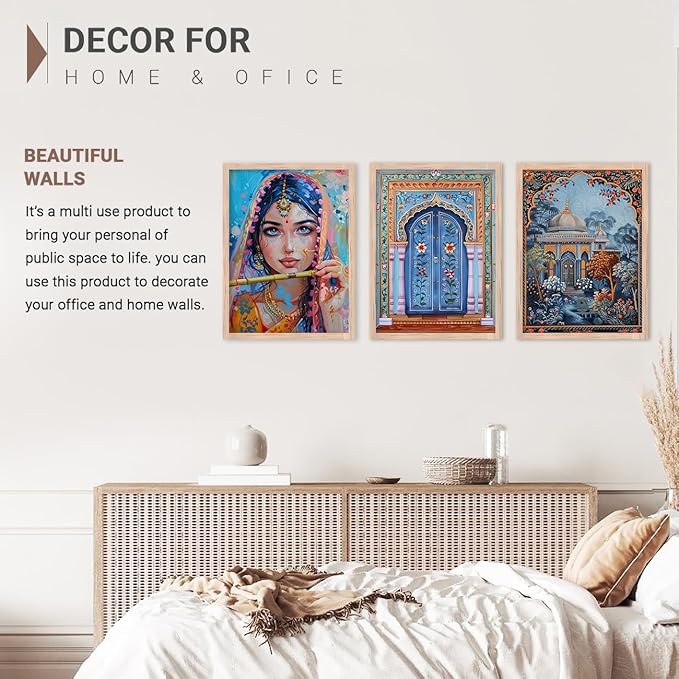 DECOR FOR
HOME & OFICE
BEAUTIFUL
WALLS
It's a multi use product to
bring your personal of
public space to life. you can
use this product to decorate
your office and home walls.